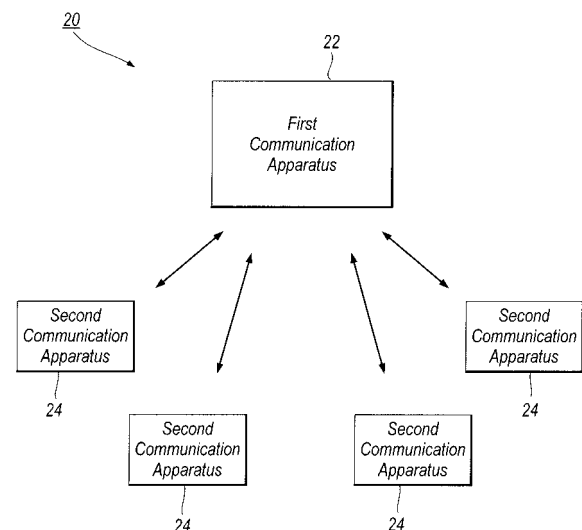 20
22
First
Communication
Apparatus
Second
Communication
Apparatus
24
Second
Communication
Apparatus
24
Second
Communication
Apparatus
24
Second
Communication
Apparatus
24